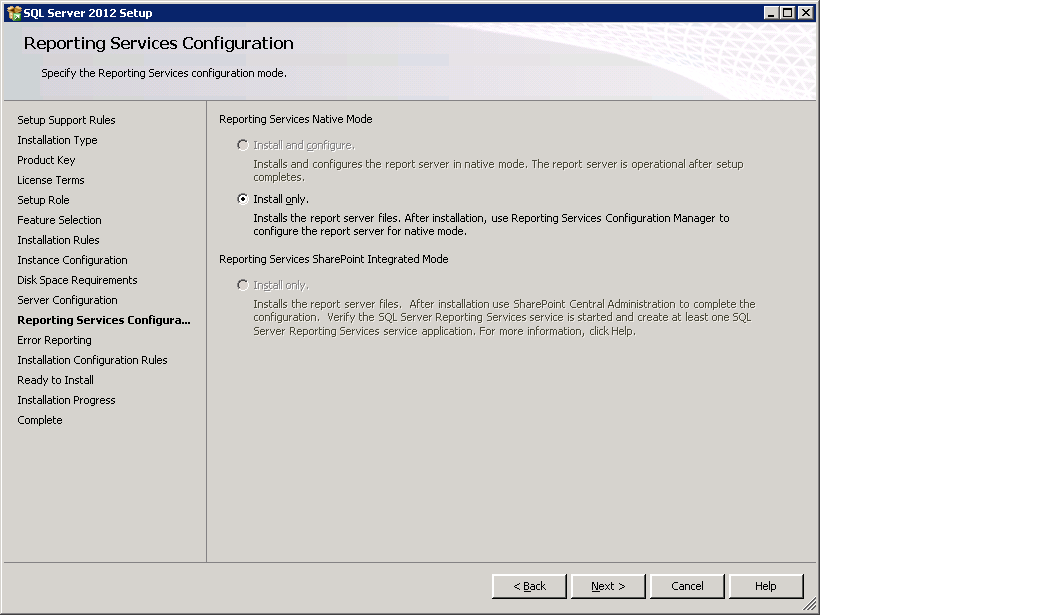 SQL Server 2012 Setup
Reporting Services Configuration
Specify the Reporting Services configuration mode.
Setup Support Rules
Installation Type
Product Key
License Terms
Setup Role
Feature Selection
Installation Rules
Instance Configuration
Disk Space Requirements
Server Configuration
Reporting Services Configura...
Error Reporting
Installation Configuration Rules
Ready to Install
Installation Progress
Complete
Reporting Services Native Mode
Install and configure.
Installs and configures the report server in native mode. The report server is operational after setup
completes.
Install only.
Installs the report server files. After installation, use Reporting Services Configuration Manager to
configure the report server for native mode.
Reporting Services SharePoint Integrated Mode
Install only.
Installs the report server files.  After installation use SharePoint Central Administration to complete the
configuration.  Verify the SQL Server Reporting Services service is started and create at least one SQL
Server Reporting Services service application. For more information, click Help.
< Back
Next >
Cancel
Help